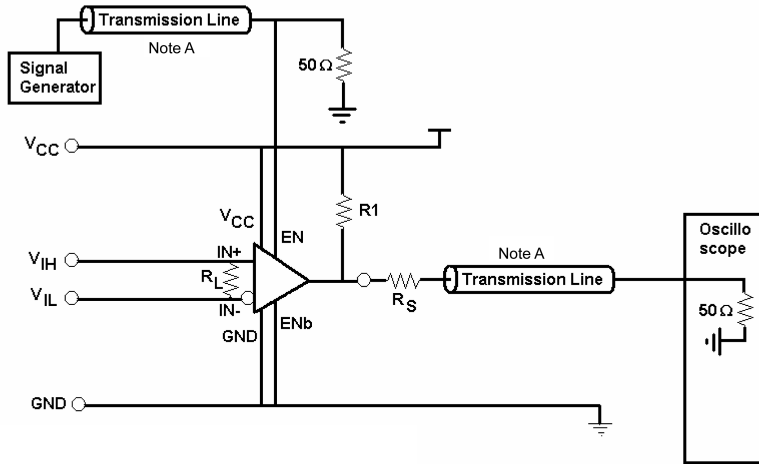 Transmission Line
Note A
Signal
Generator
50 Ω
VCC
R1
VCC
EN
Oscillo
scope
VIH
IN+
Note A
RL
Transmission Line
VIL
RS
50 Ω
IN-
GND
ENb
GND